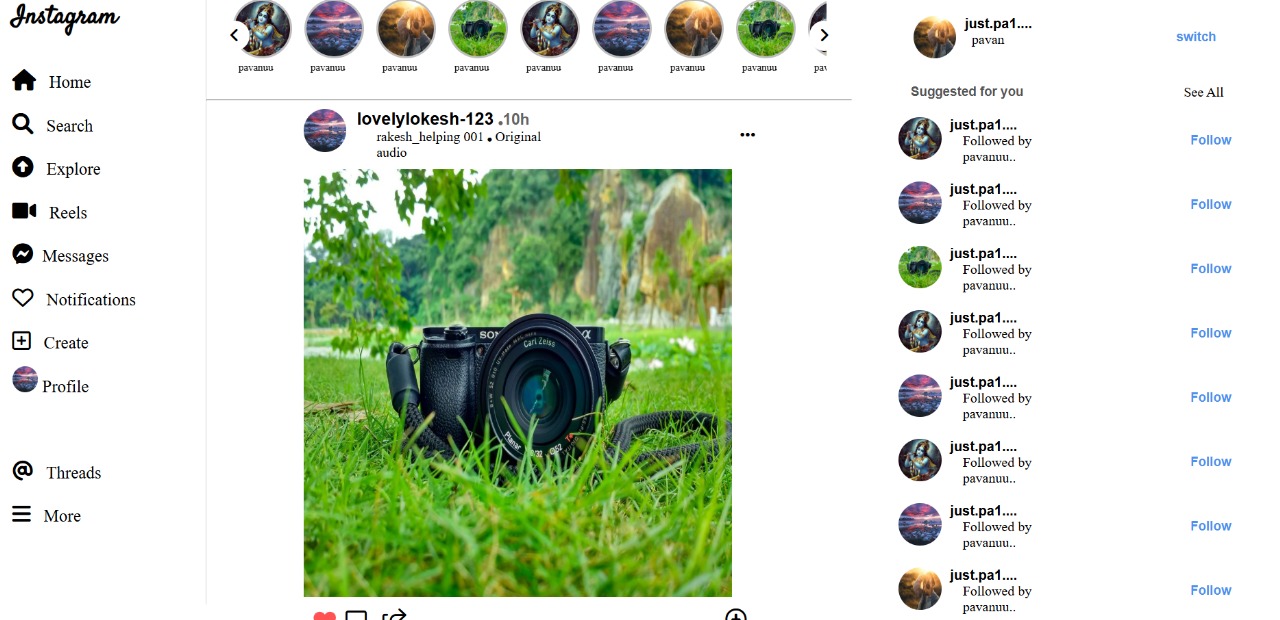 Instagram
Home
Search
Explore
Reels
Messages
Notifications
Create
Profile
Threads
More
pavanuu pavanuu pavanuu pavanuu pavanuu pavanuu pavanuu pavanuu pav
lovelylokesh-123 .10h
rakesh_helping 001 • Original
audio
SON α
Carl Zeiss
Planar
just.pa1....
pavan
switch
Suggested for you See All
just.pa1....
Followed by
pavanuu..
Follow
just.pa1....
Followed by
pavanuu..
Follow
just.pa1....
Followed by
pavanuu..
Follow
just.pa1....
Followed by
pavanuu..
Follow
just.pa1....
Followed by
pavanuu..
Follow
just.pa1....
Followed by
pavanuu..
Follow
just.pa1....
Followed by
pavanuu..
Follow
just.pa1....
Followed by
pavanuu..
Follow